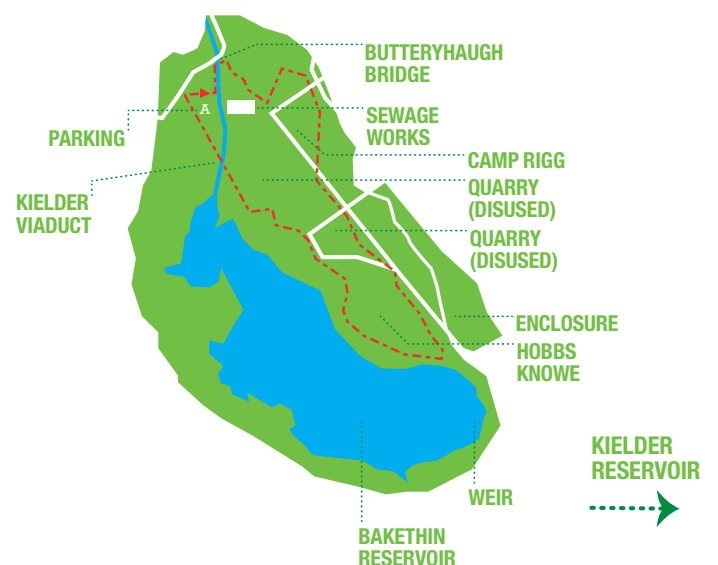 BUTTERYHAUGH
BRIDGE
A
SEWAGE
WORKS
PARKING
CAMP RIGG
QUARRY
(DISUSED)
KIELDER
VIADUCT
QUARRY
(DISUSED)
ENCLOSURE
HOBBS
KNOWE
KIELDER
RESERVOIR
WEIR
BAKETHIN
RESERVOIR